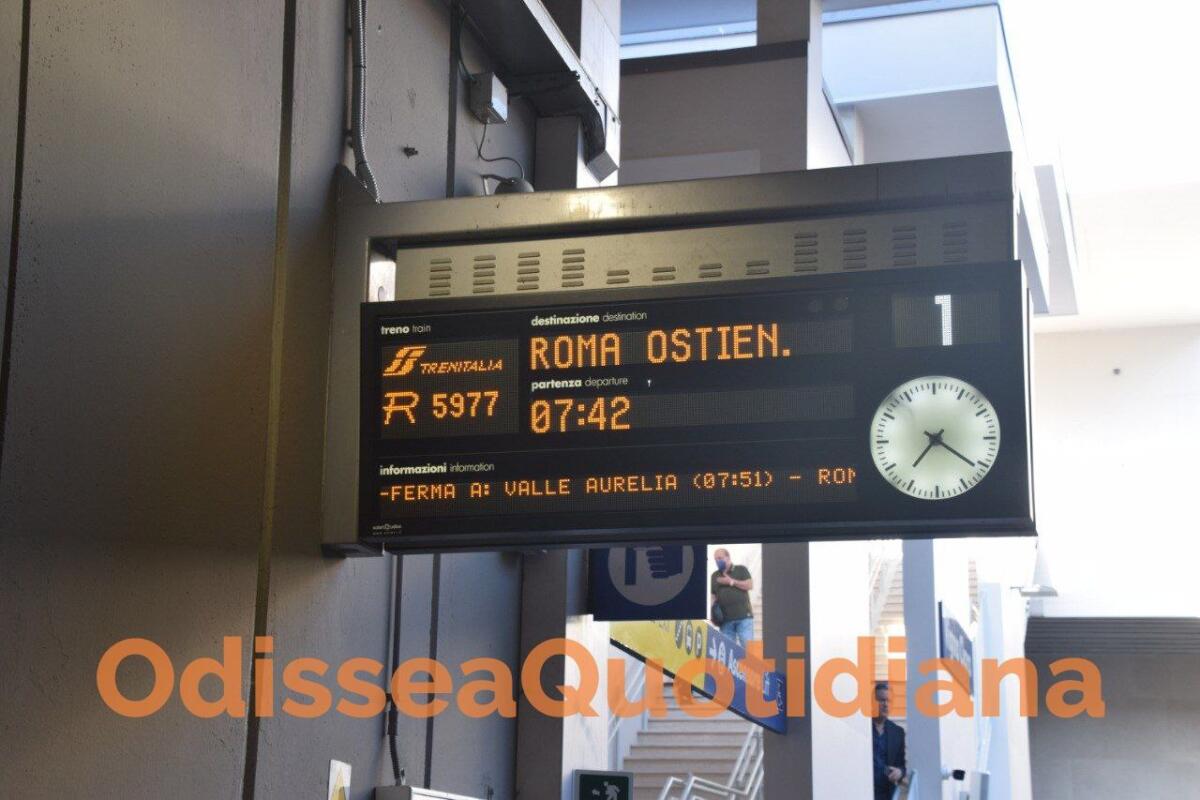 treno train
TRENITALIA
R 5977
destinazione destination
ROMA OSTIEN.
partenza departure
07:42
1
informazioni information
-FERMA A: VALLE AURELIA (07:51) - ROM
OdisseaQuotidiana